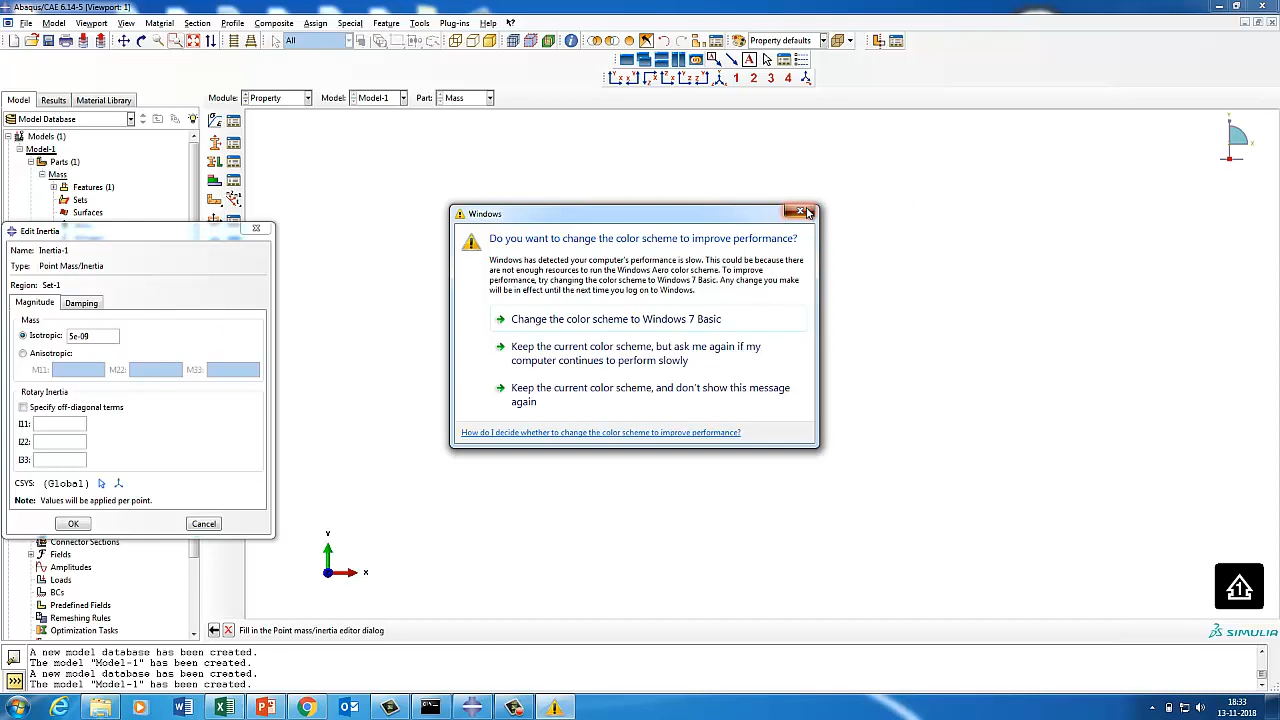 Abaqus/CAE 6.14-5 [Viewport: 1]
File Model Viewport View Material Section Profile Composite Assign Special Feature Tools Plug-ins Help
All
Property defaults
1 2 3 4
Model Results Material Library
Module: Property Model: Model-1 Part: Mass
Model Database
Models (1)
Model-1
Parts (1)
Mass
Features (1)
Sets
Surfaces
Edit Inertia
Name: Inertia-1
Type: Point Mass/Inertia
Region: Set-1
Magnitude Damping
Mass
Isotropic: 5e-09
Anisotropic:
M11: M22: M33:
Rotary Inertia
Specify off-diagonal terms
I11:
I22:
I33:
CSYS: (Global)
Note: Values will be applied per point.
OK Cancel
Connector Sections
Fields
Amplitudes
Loads
BCs
Predefined Fields
Remeshing Rules
Optimization Tasks
Windows
Do you want to change the color scheme to improve performance?
Windows has detected your computer's performance is slow. This could be because there
are not enough resources to run the Windows Aero color scheme. To improve
performance, try changing the color scheme to Windows 7 Basic. Any change you make
will be in effect until the next time you log on to Windows.
Change the color scheme to Windows 7 Basic
Keep the current color scheme, but ask me again if my
computer continues to perform slowly
Keep the current color scheme, and don't show this message
again
How do I decide whether to change the color scheme to improve performance?
Y
X
Y
X
Fill in the Point mass/inertia editor dialog
SIMULIA
A new model database has been created.
The model "Model-1" has been created.
A new model database has been created.
The model "Model-1" has been created.
18:33
13-11-2018